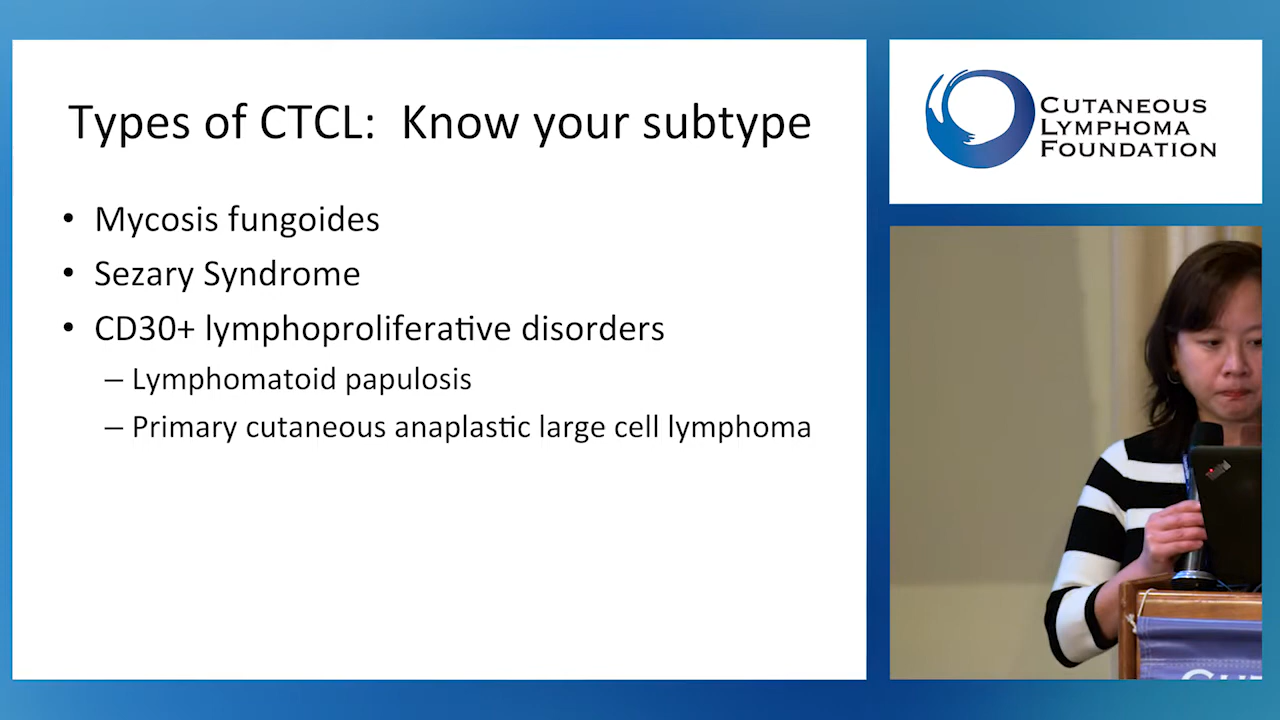 Types of CTCL: Know your subtype
• Mycosis fungoides
• Sezary Syndrome
• CD30+ lymphoproliferative disorders
– Lymphomatoid papulosis
– Primary cutaneous anaplastic large cell lymphoma
CUTANEOUS
LYMPHOMA
FOUNDATION